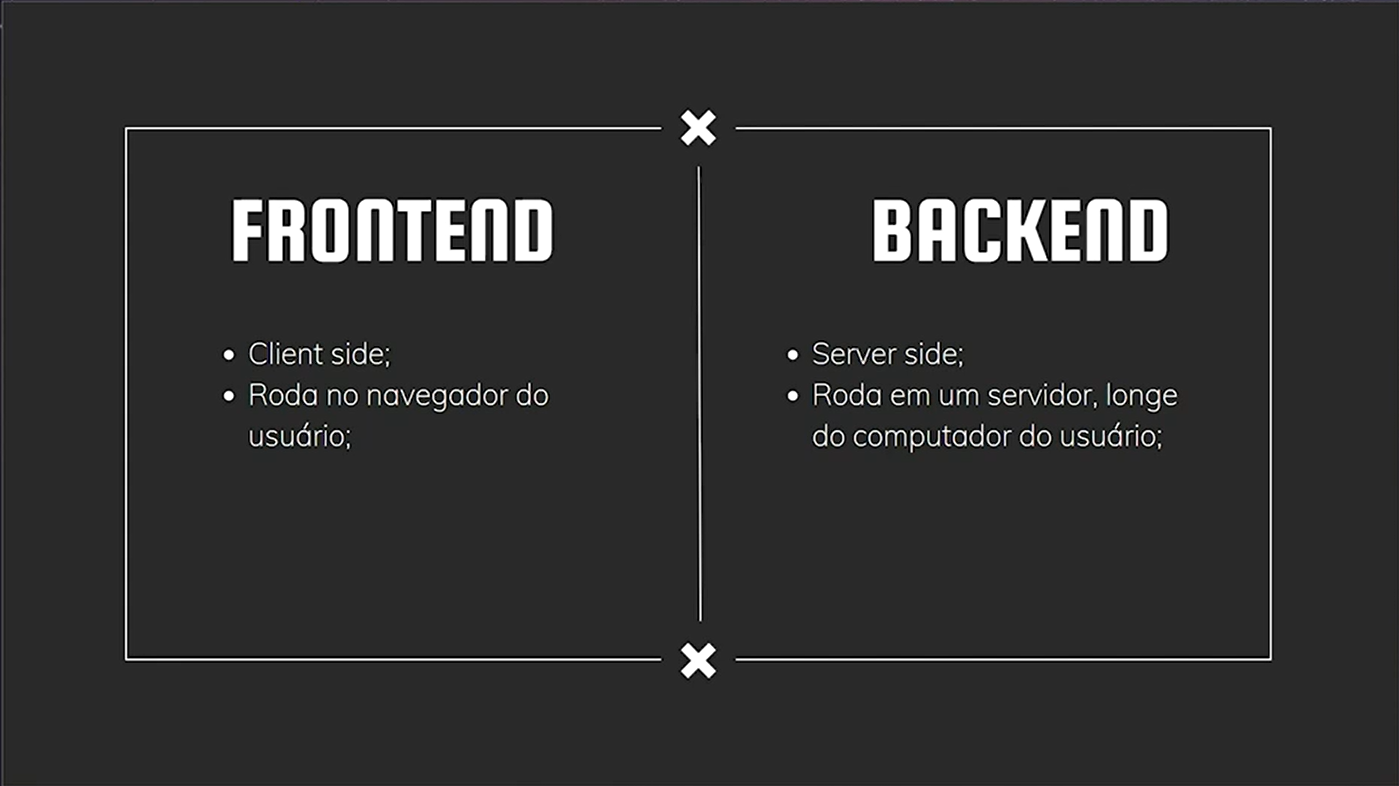 FRONTEND
• Client side;
• Roda no navegador do
usuário;
BACKEND
• Server side;
• Roda em um servidor, longe
do computador do usuário;